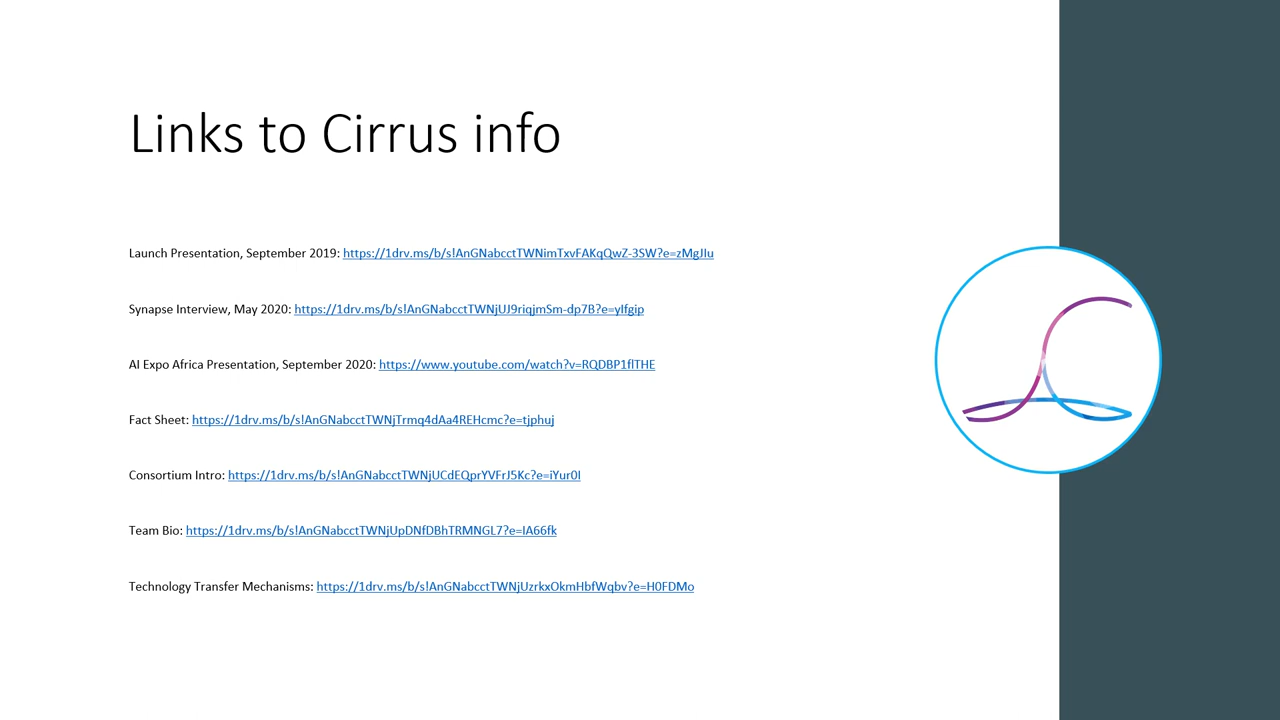 Links to Cirrus info
Launch Presentation, September 2019: https://1drv.ms/b/s!AnGNabcctTWNimTxvFAKqQwZ-3SW?e=zMgJIu
Synapse Interview, May 2020: https://1drv.ms/b/s!AnGNabcctTWNjUJ9riqjmSm-dp7B?e=yIfgip
AI Expo Africa Presentation, September 2020: https://www.youtube.com/watch?v=RQDBP1flTHE
Fact Sheet: https://1drv.ms/b/s!AnGNabcctTWNjTrmq4dAa4REHcmc?e=tjphuj
Consortium Intro: https://1drv.ms/b/s!AnGNabcctTWNjUCdEQprYVFrJ5Kc?e=iYur0I
Team Bio: https://1drv.ms/b/s!AnGNabcctTWNjUpDNfDBhTRMNGL7?e=IA66fk
Technology Transfer Mechanisms: https://1drv.ms/b/s!AnGNabcctTWNjUzrkxOkmHbfWqbv?e=H0FDMo